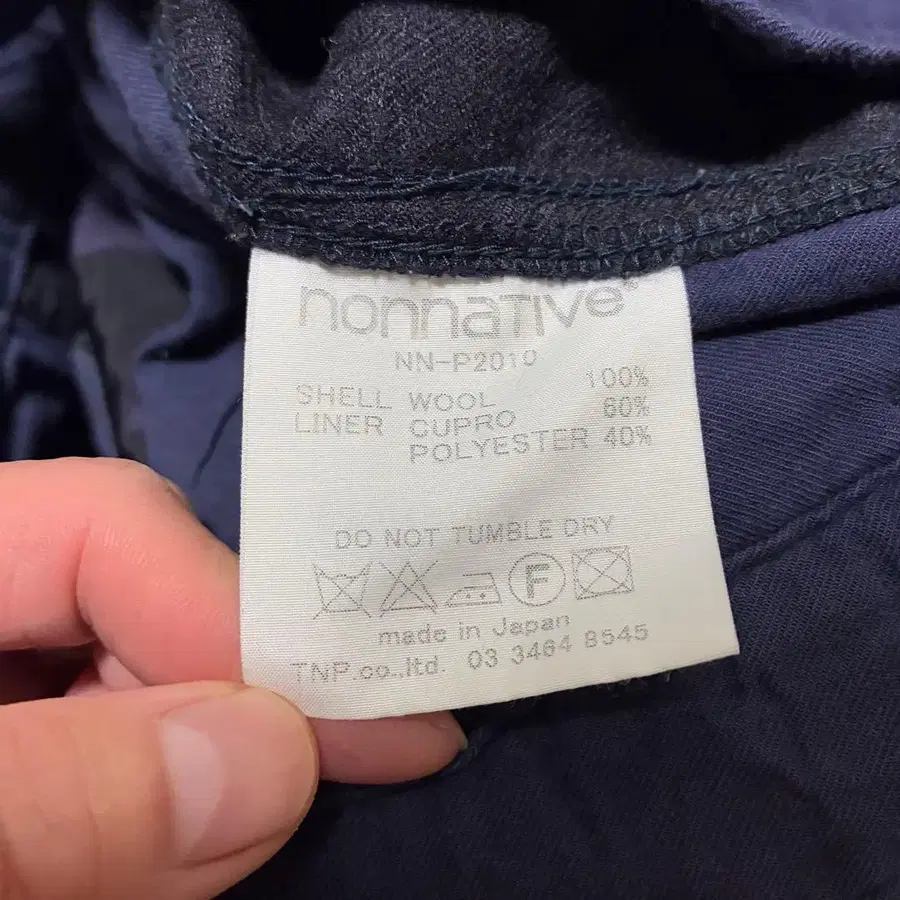 nonnative®
NN-P2010
SHELL WOOL 100%
LINER CUPRO 60%
POLYESTER 40%
DO NOT TUMBLE DRY
F
made in Japan
TNP.co.,ltd. 03 3464 8545